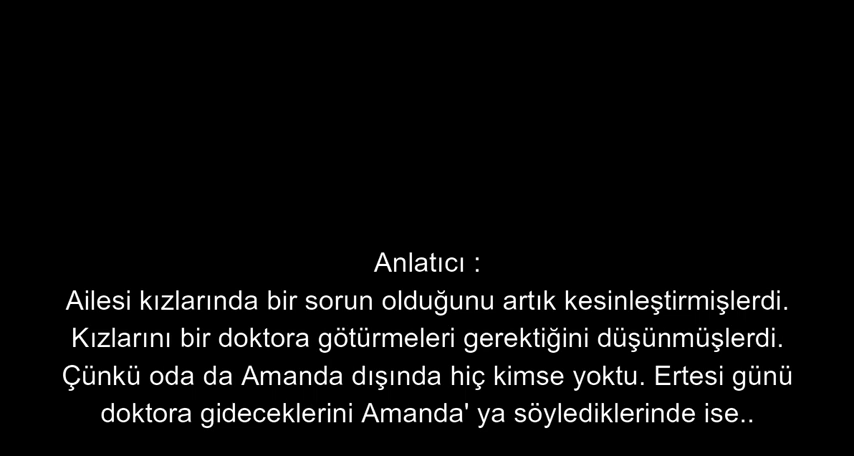 Anlatıcı :
Ailesi kızlarında bir sorun olduğunu artık kesinleştirmişlerdi.
Kızlarını bir doktora götürmeleri gerektiğini düşünmüşlerdi.
Çünkü oda da Amanda dışında hiç kimse yoktu. Ertesi günü
doktora gideceklerini Amanda' ya söylediklerinde ise..